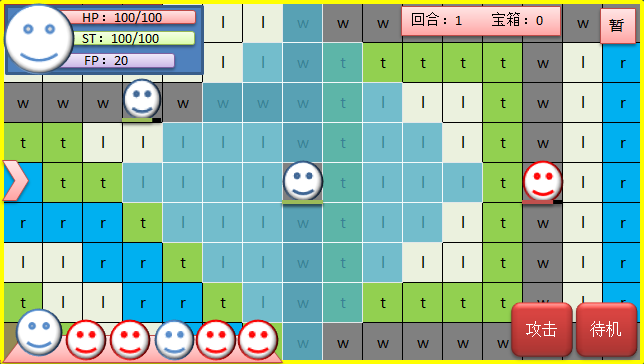 HP：100/100 l l w w w 回合：1 宝箱：0 w 暂
ST：100/100
FP：20 l l w t t t t t w l r
w w w w w w w t l l l t w l r
t t l l l l l w t l l l t w l r
t t l l l l t l l l t l r
r r r t l l l w t l l l t w l r
l l r r t l l w t l l l t w l r
t l l r r t l w t l l l t
攻击 待机
w t w w w w